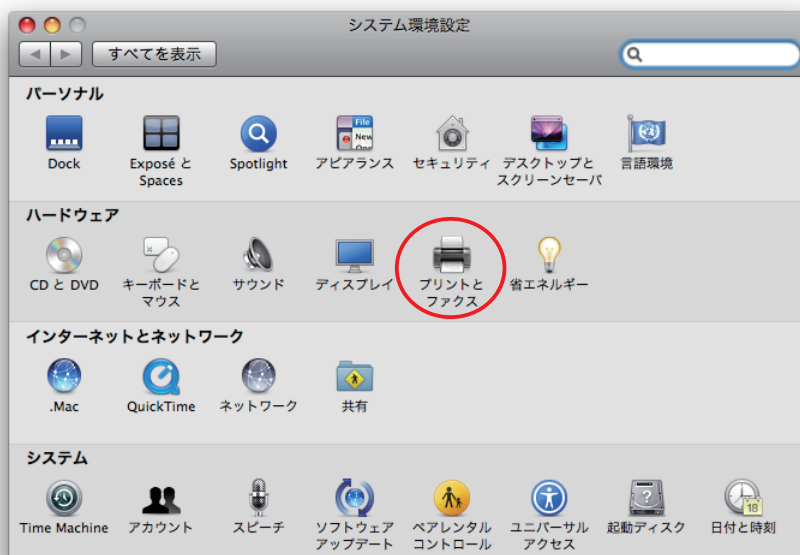 システム環境設定
すべてを表示
パーソナル
Dock
Exposé と
Spaces
Spotlight
File
New
アピアランス
セキュリティ
デスクトップと
スクリーンセーバ
言語環境
ハードウェア
CD と DVD
キーボードと
マウス
サウンド
ディスプレイ
プリントと
ファクス
省エネルギー
インターネットとネットワーク
.Mac
QuickTime
ネットワーク
共有
システム
Time Machine
アカウント
スピーチ
ソフトウェア
アップデート
ペアレンタル
コントロール
ユニバーサル
アクセス
?
起動ディスク
18
日付と時刻